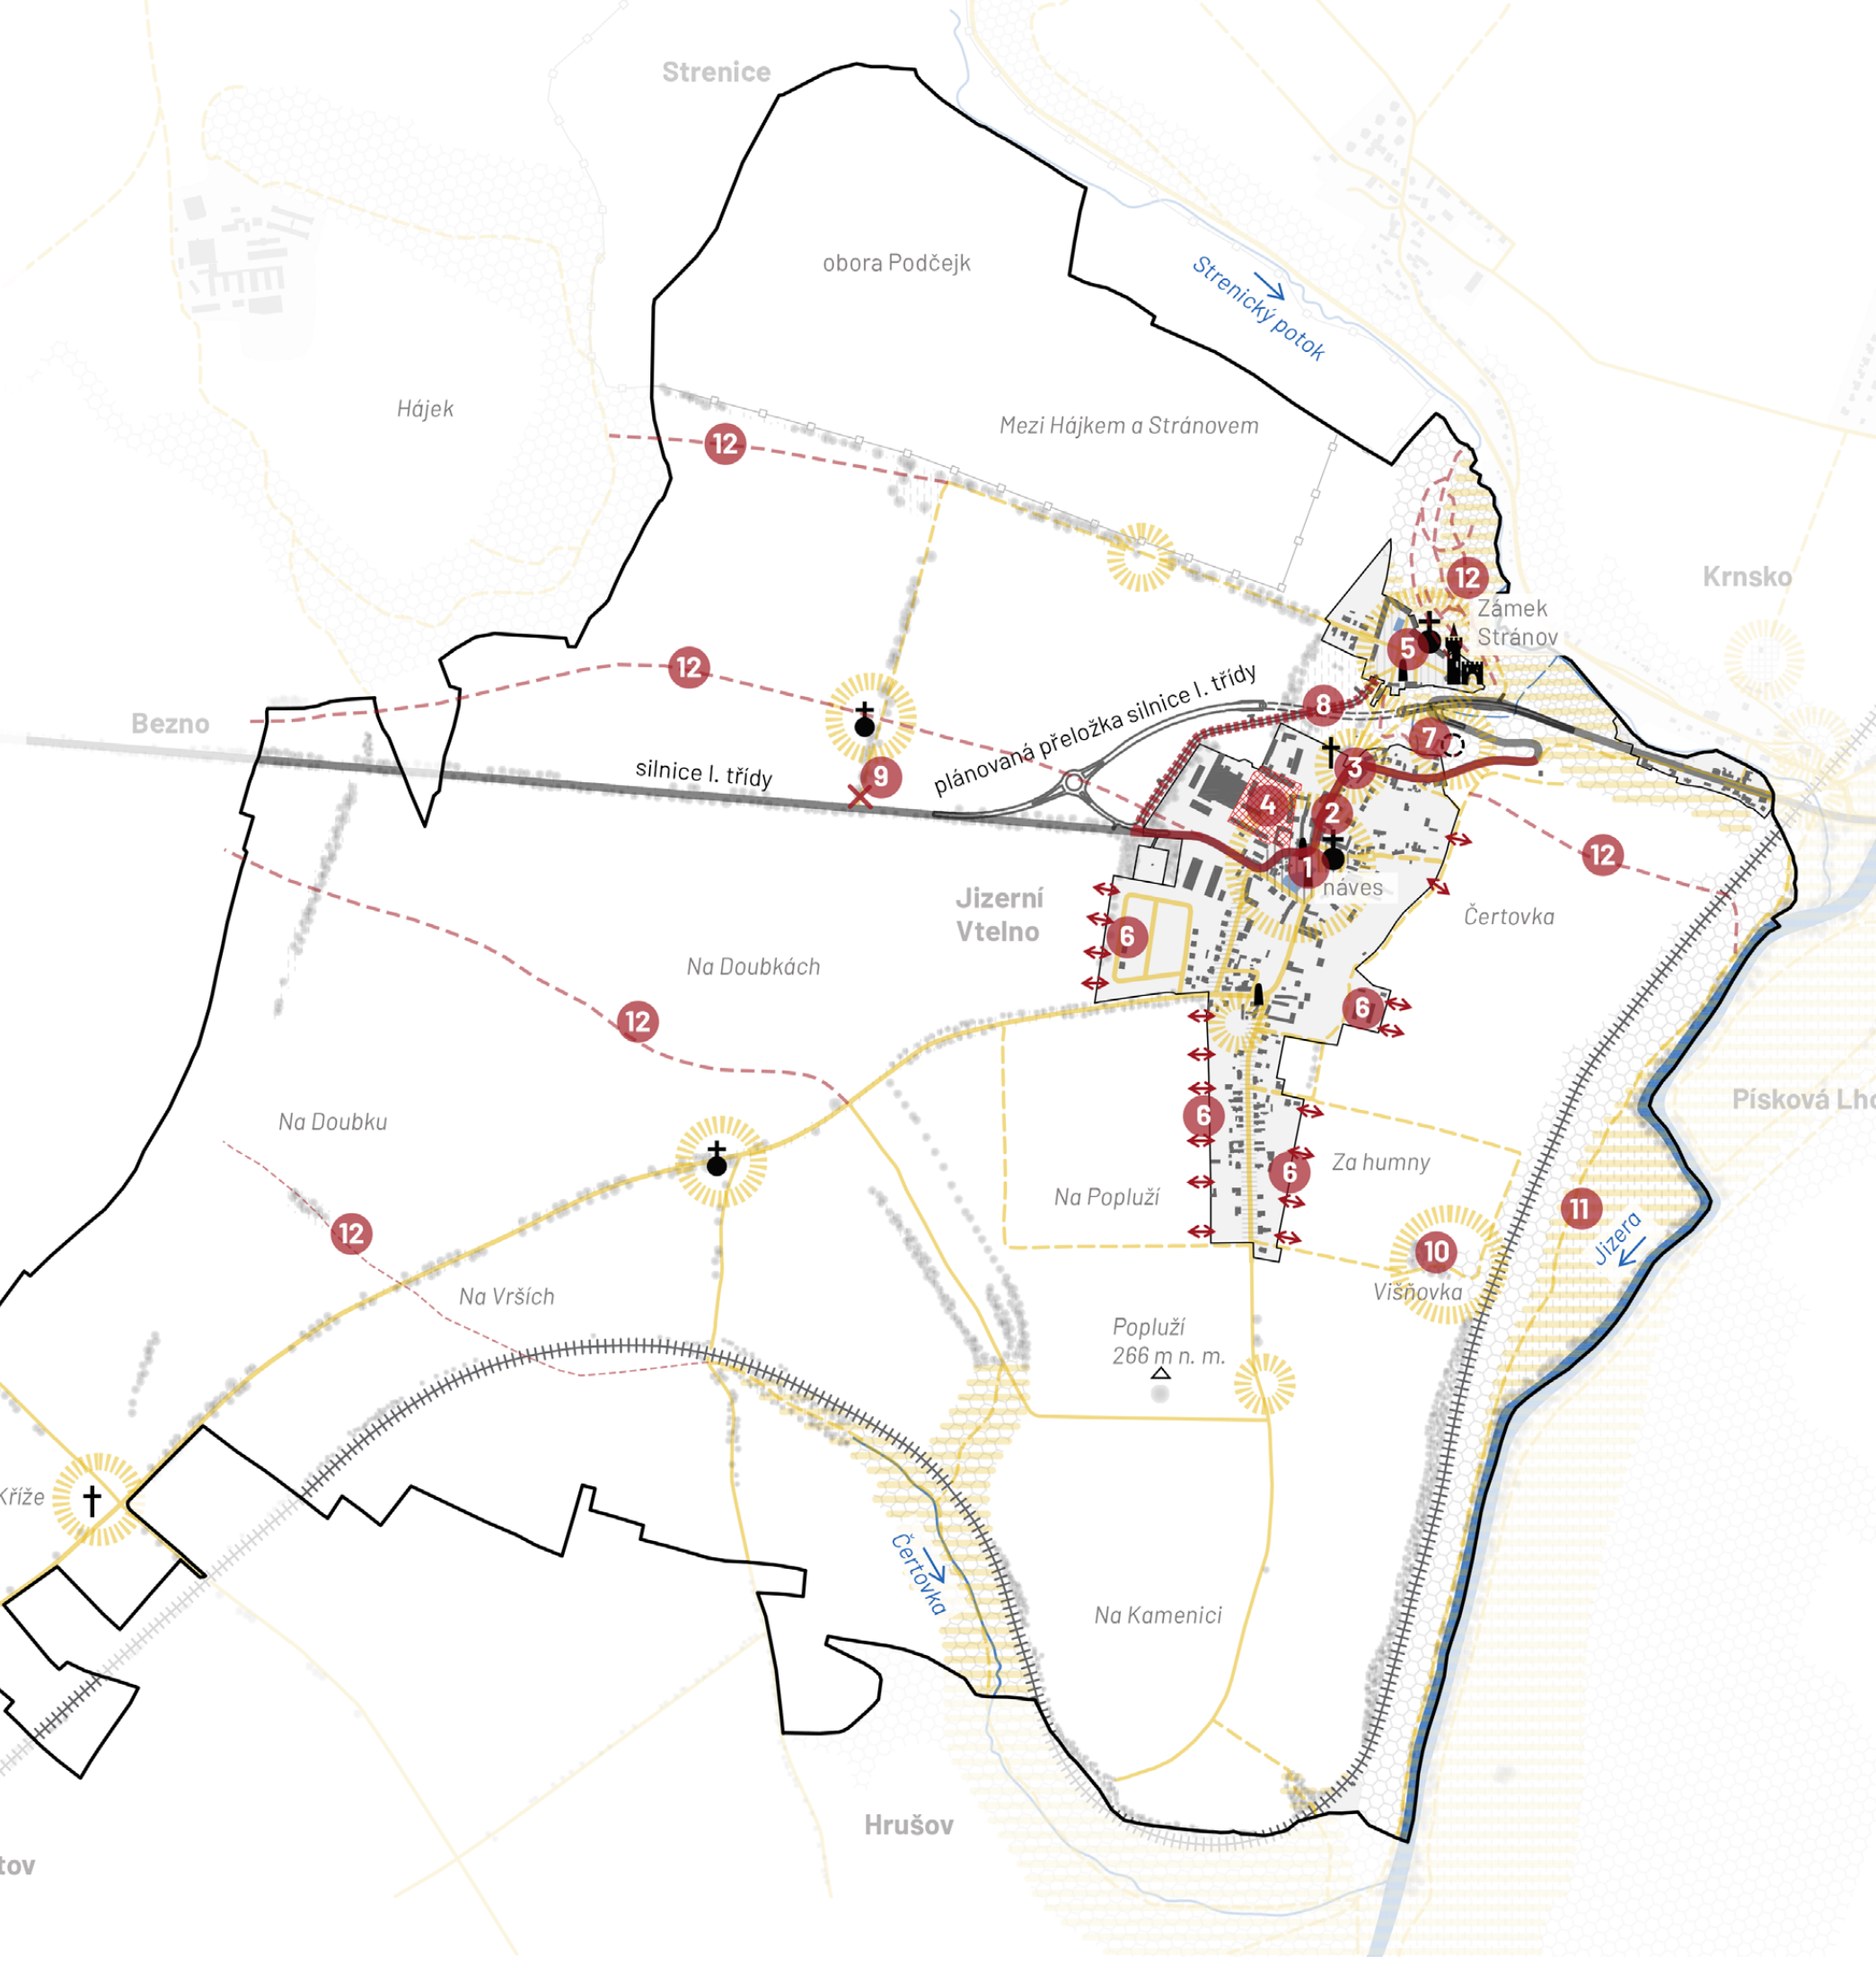 Strenice
obora Podčejk
Strenický potok
Hájek
Mezi Hájkem a Stránovem
12
12
Krnsko
Zámek
Stránov
5
12
Bezno
8
plánovaná přeložka silnice I. třídy
silnice I. třídy
9
7
3
4
2
1
náves
12
Jizerní
Vtelno
6
Čertovka
Na Doubkách
12
6
Písková Lho
Na Doubku
6
6
Za humny
Na Popluží
11
Jizera
12
10
Na Vrších
Višňovka
Popluží
266 m n. m.
Kříže
Čertovka
Na Kamenici
Hrušov
tov